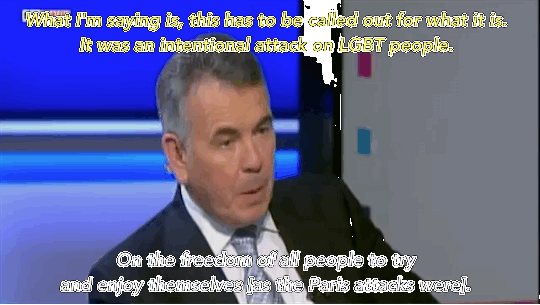 What I'm saying is, this has to be called out for what it is.
It was an intentional attack on LGBT people.
On the freedom of all people to try
and enjoy themselves [as the Paris attacks were].